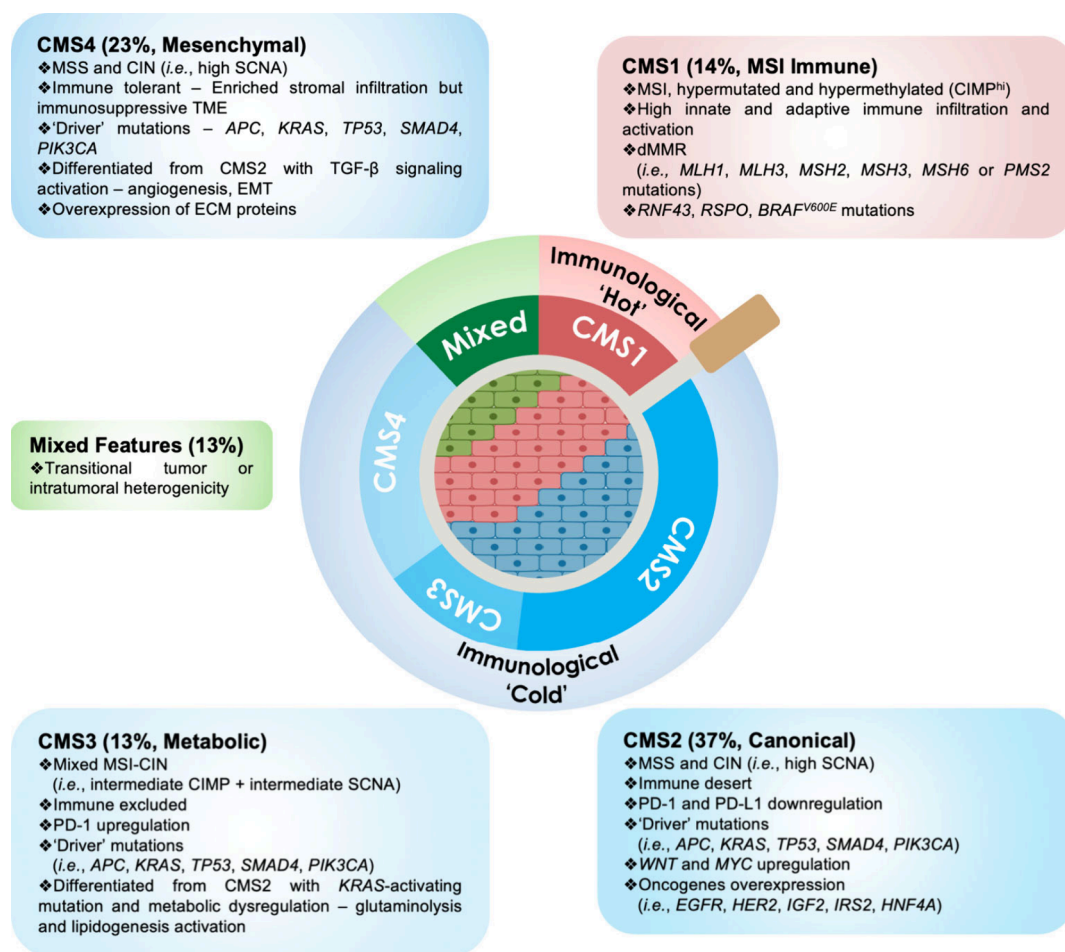 CMS4 (23%, Mesenchymal)
❖MSS and CIN (i.e., high SCNA)
❖Immune tolerant – Enriched stromal infiltration but
immunosuppressive TME
❖‘Driver’ mutations – APC, KRAS, TP53, SMAD4,
PIK3CA
❖Differentiated from CMS2 with TGF-β signaling
activation – angiogenesis, EMT
❖Overexpression of ECM proteins
CMS1 (14%, MSI Immune)
❖MSI, hypermutated and hypermethylated (CIMPhi)
❖High innate and adaptive immune infiltration and
activation
❖dMMR
(i.e., MLH1, MLH3, MSH2, MSH3, MSH6 or PMS2
mutations)
❖RNF43, RSPO, BRAFV600E mutations
Immunological
‘Hot’
Mixed
CMS1
CMS4
CMS2
CMS3
Immunological
‘Cold’
Mixed Features (13%)
❖Transitional tumor or
intratumoral heterogenicity
CMS3 (13%, Metabolic)
❖Mixed MSI-CIN
(i.e., intermediate CIMP + intermediate SCNA)
❖Immune excluded
❖PD-1 upregulation
❖‘Driver’ mutations
(i.e., APC, KRAS, TP53, SMAD4, PIK3CA)
❖Differentiated from CMS2 with KRAS-activating
mutation and metabolic dysregulation – glutaminolysis
and lipidogenesis activation
CMS2 (37%, Canonical)
❖MSS and CIN (i.e., high SCNA)
❖Immune desert
❖PD-1 and PD-L1 downregulation
❖‘Driver’ mutations
(i.e., APC, KRAS, TP53, SMAD4, PIK3CA)
❖WNT and MYC upregulation
❖Oncogenes overexpression
(i.e., EGFR, HER2, IGF2, IRS2, HNF4A)